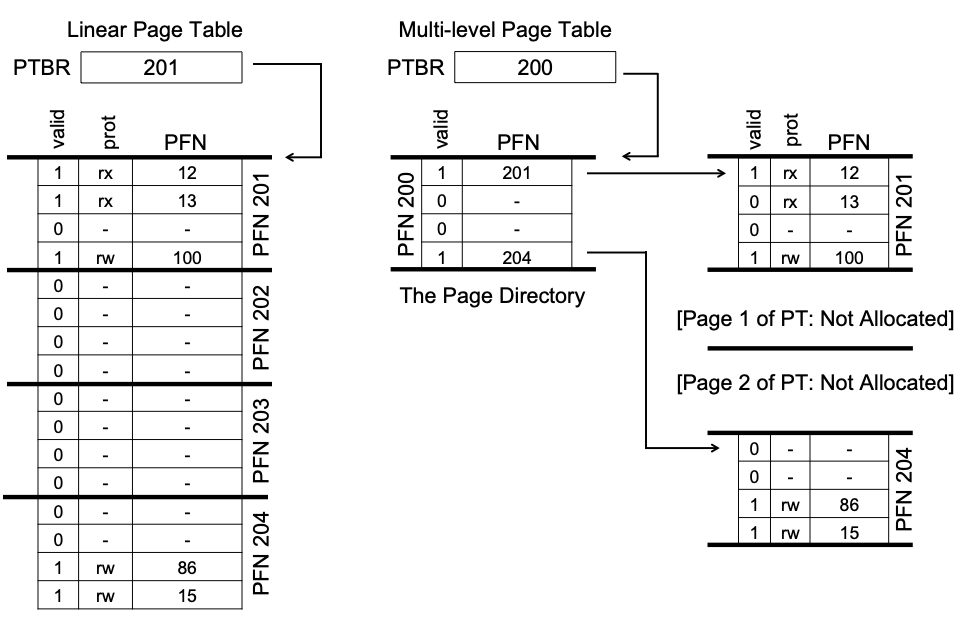 Linear Page Table
PTBR 201
valid prot PFN
1 rx 12
1 rx 13
0 - -
1 rw 100
PFN 201
0 - -
0 - -
0 - -
0 - -
PFN 202
0 - -
0 - -
0 - -
0 - -
PFN 203
0 - -
0 - -
1 rw 86
1 rw 15
PFN 204
Multi-level Page Table
PTBR 200
valid PFN
PFN 200
1 201
0 -
0 -
1 204
The Page Directory
valid prot PFN
1 rx 12
0 rx 13
0 - -
1 rw 100
PFN 201
[Page 1 of PT: Not Allocated]
[Page 2 of PT: Not Allocated]
0 - -
0 - -
1 rw 86
1 rw 15
PFN 204